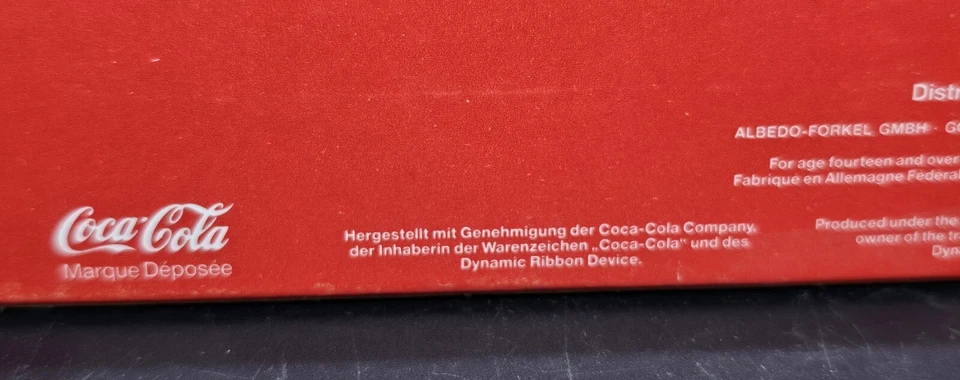 Coca-Cola
Marque Déposée
Hergestellt mit Genehmigung der Coca-Cola Company,
der Inhaberin der Warenzeichen „Coca-Cola“ und des
Dynamic Ribbon Device.
Distr
ALBEDO-FORKEL GMBH · GO
For age fourteen and over
Fabriqué en Allemagne Fédéral
Produced under the
owner of the tra
Dyn